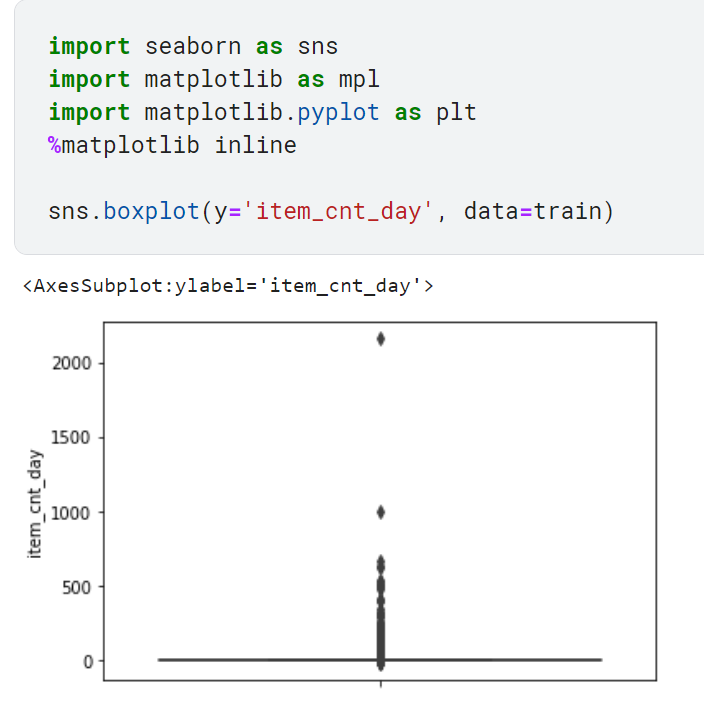 import seaborn as sns
import matplotlib as mpl
import matplotlib.pyplot as plt
%matplotlib inline
sns.boxplot(y='item_cnt_day', data=train)
<AxesSubplot:ylabel='item_cnt_day'>
2000
1500
1000
500
0
item_cnt_day